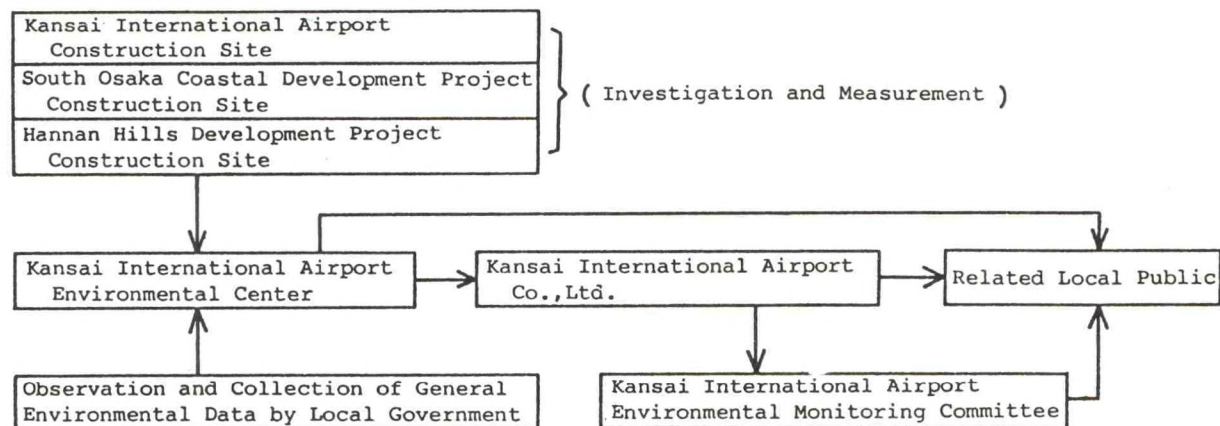 Kansai International Airport
Construction Site
South Osaka Coastal Development Project
Construction Site
Hannan Hills Development Project
Construction Site
( Investigation and Measurement )
Kansai International Airport
Environmental Center
Kansai International Airport
Co.,Ltd.
Related Local Public
Observation and Collection of General
Environmental Data by Local Government
Kansai International Airport
Environmental Monitoring Committee